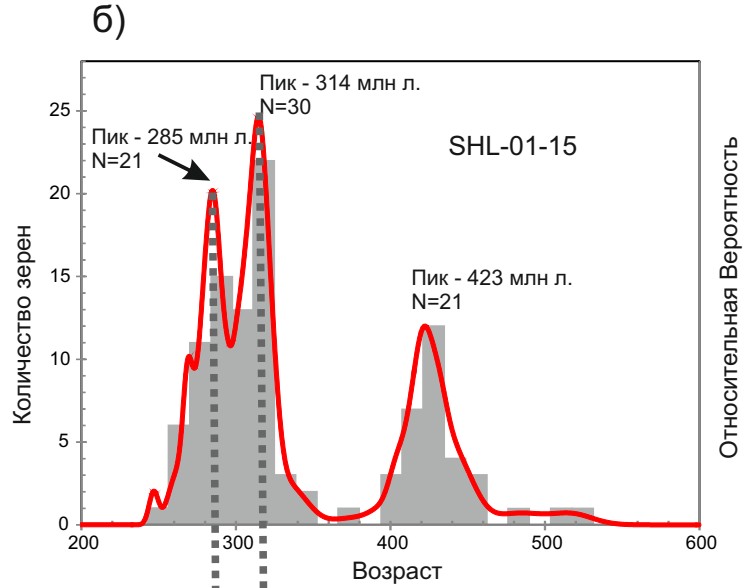 б)
Пик - 314 млн л.
N=30
Пик - 285 млн л.
N=21
SHL-01-15
Пик - 423 млн л.
N=21
Количество зерен
Относительная Вероятность
25
20
15
10
5
0
200
300
400
500
600
Возраст